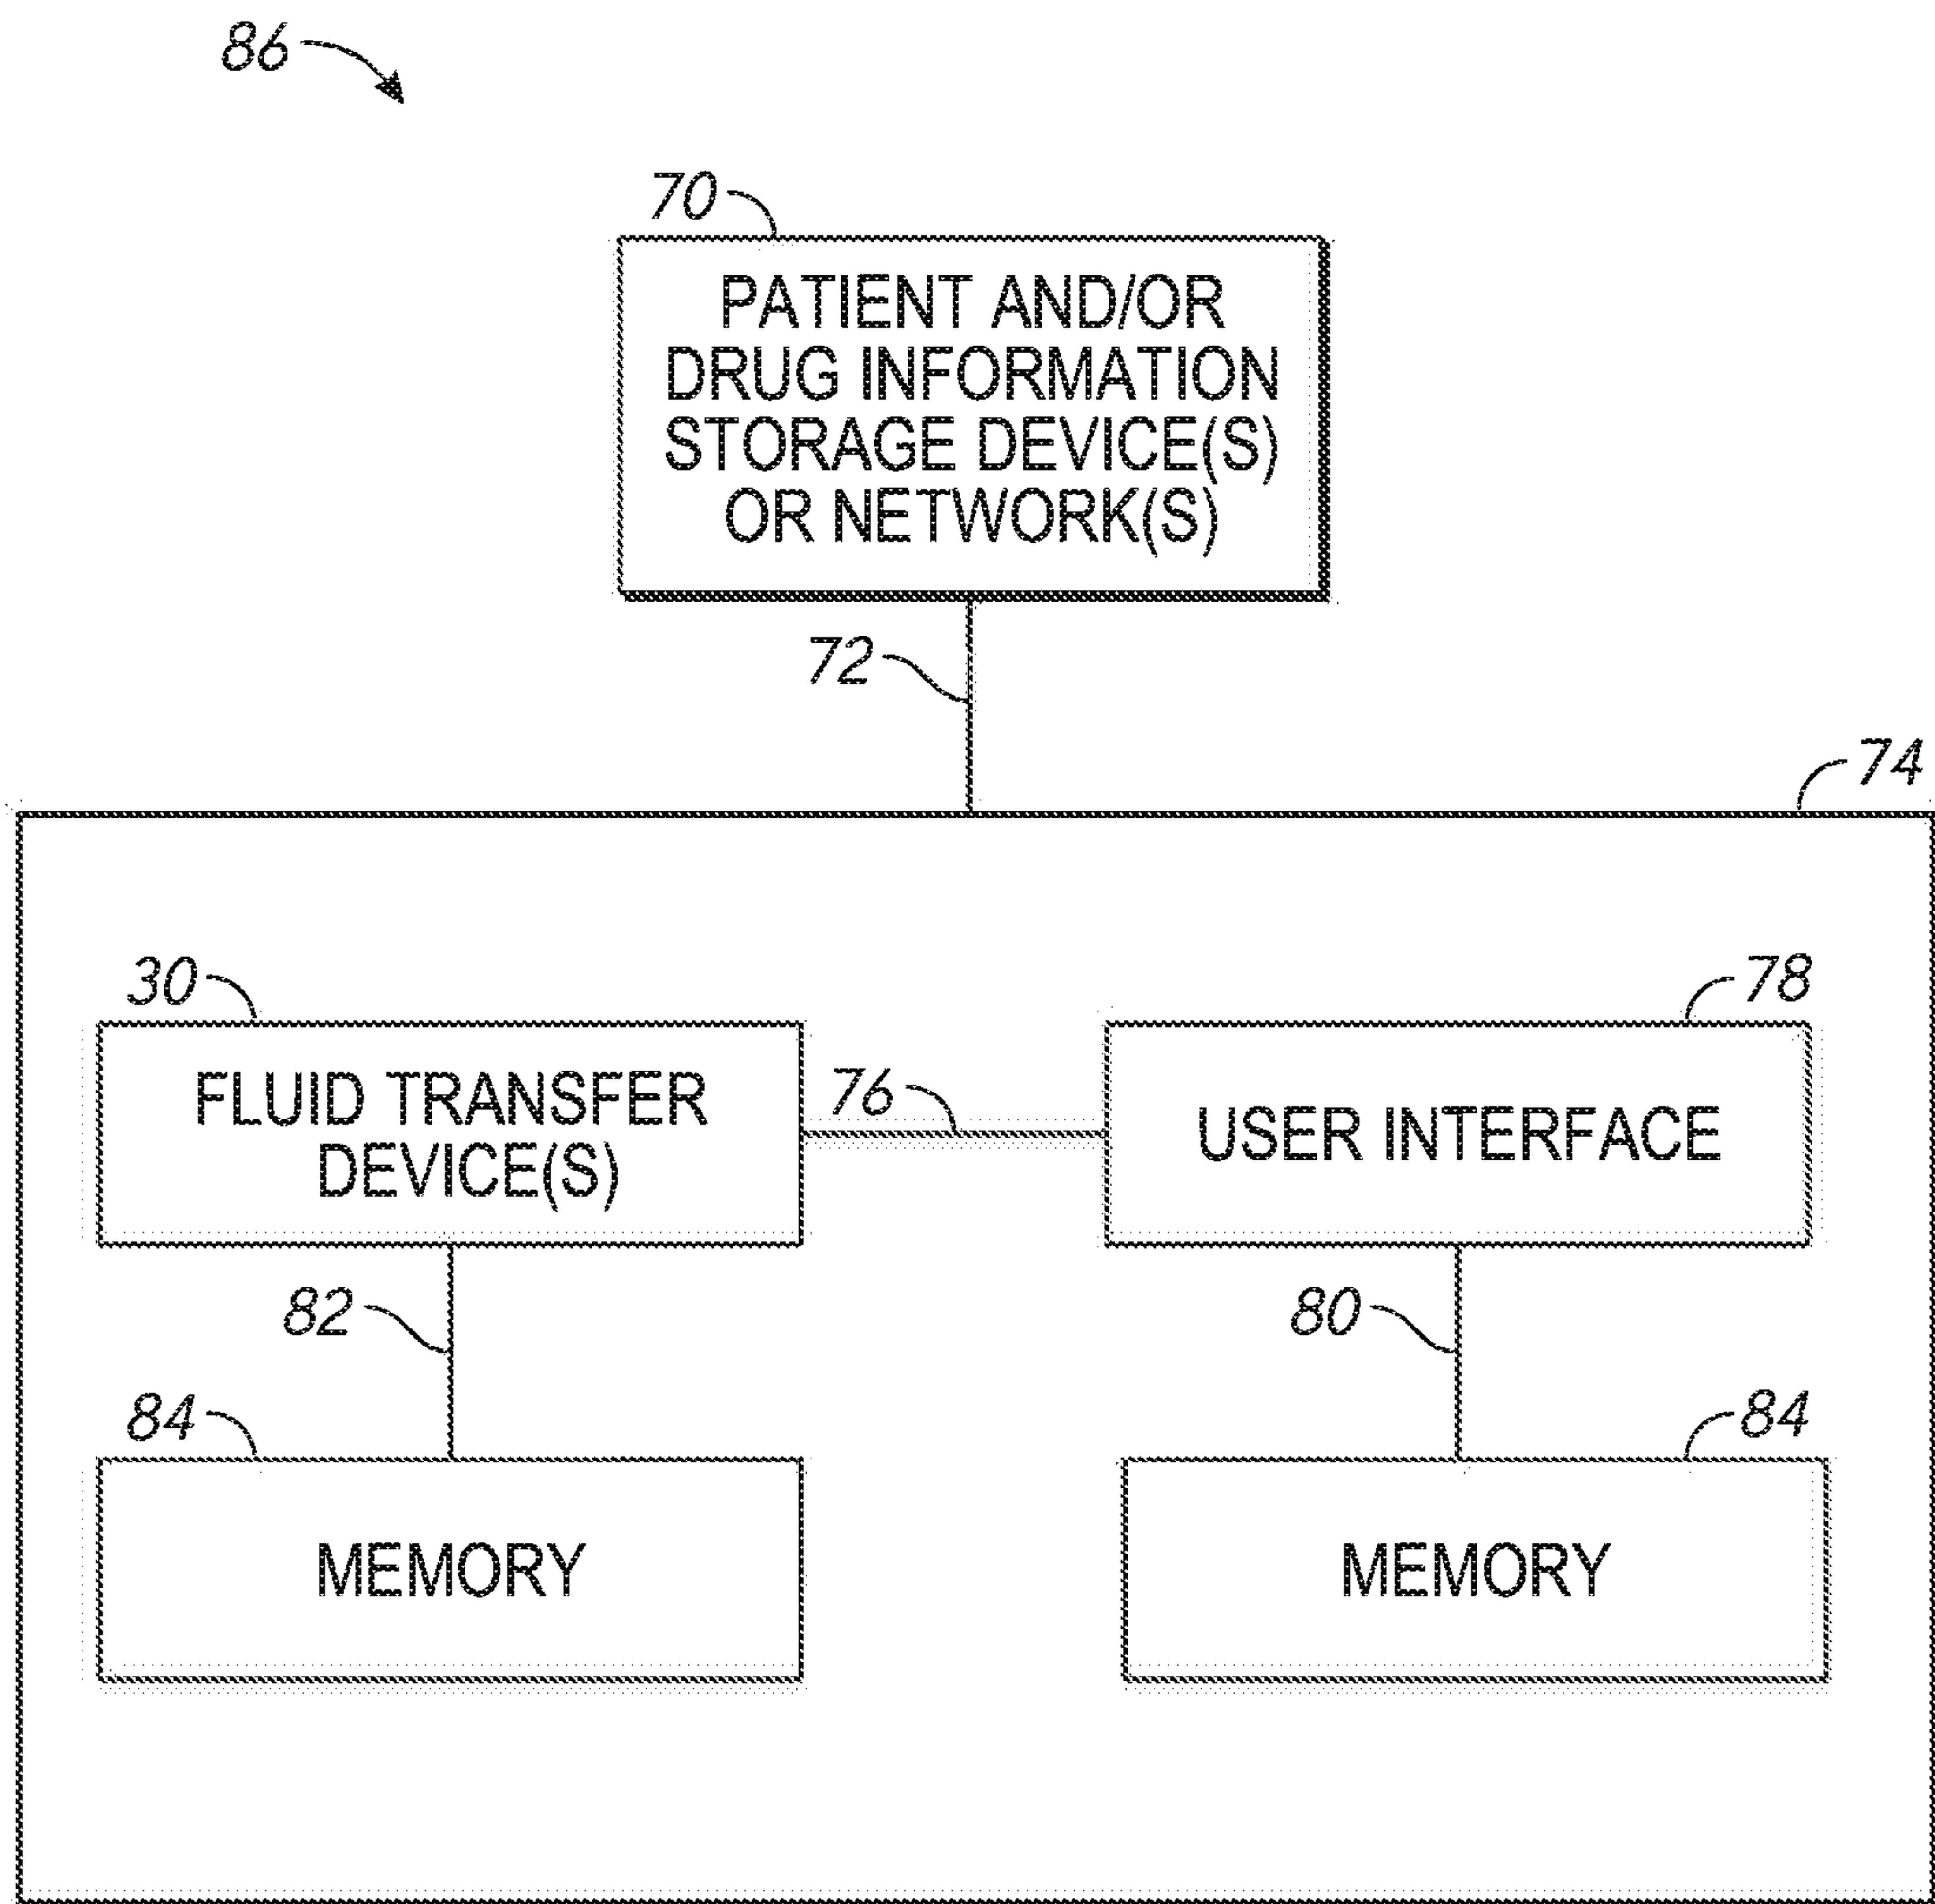 86
70
PATIENT AND/OR
DRUG INFORMATION
STORAGE DEVICE(S)
OR NETWORK(S)
72
74
30
78
FLUID TRANSFER
DEVICE(S)
76
USER INTERFACE
82
80
84
84
MEMORY
MEMORY